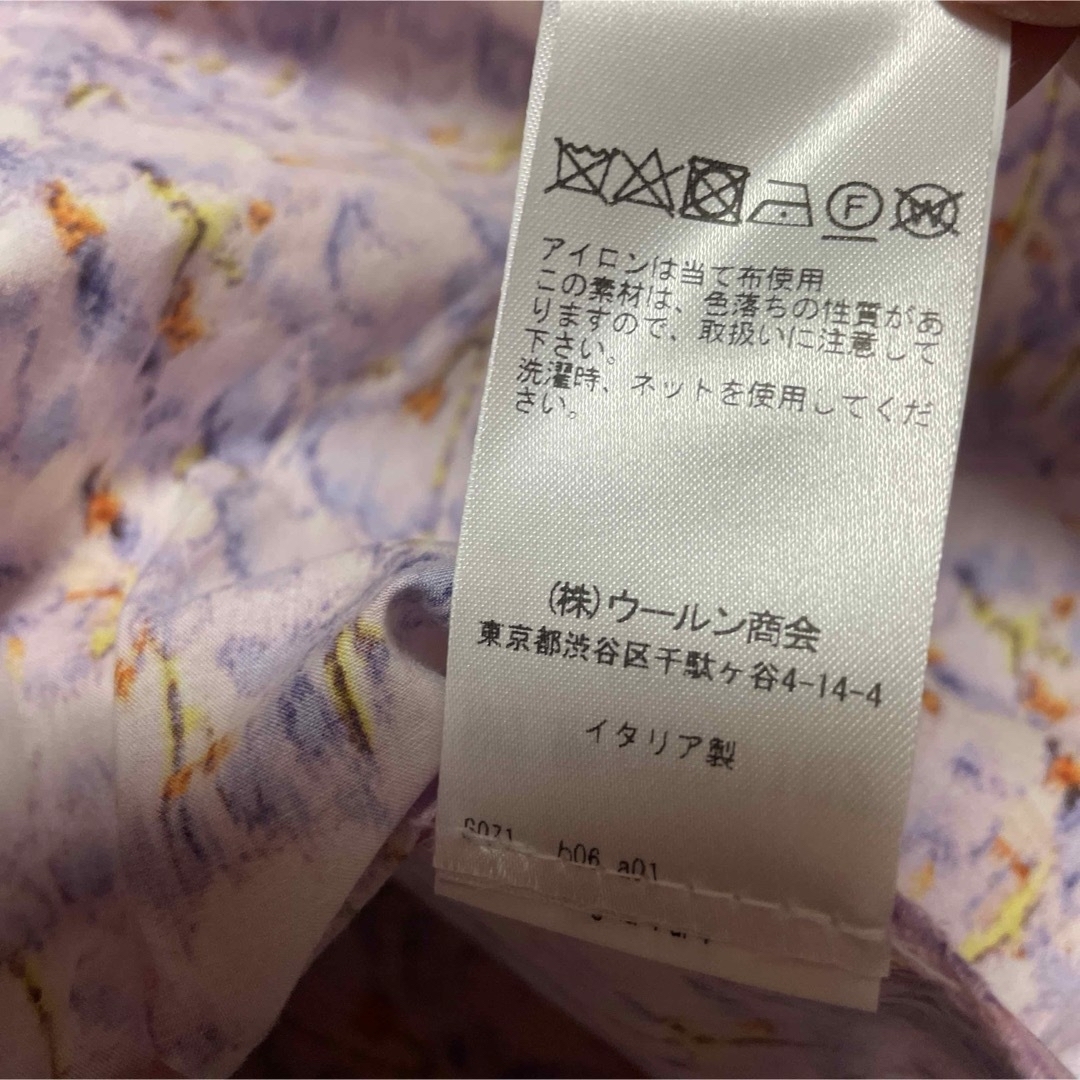 F W
アイロンは当て布使用
この素材は、色落ちの性質があ
りますので、取扱いに注意して
下さい。
洗濯時、ネットを使用してくだ
さい。
(株)ウールン商会
東京都渋谷区千駄ヶ谷4-14-4
イタリア製
b06 a01